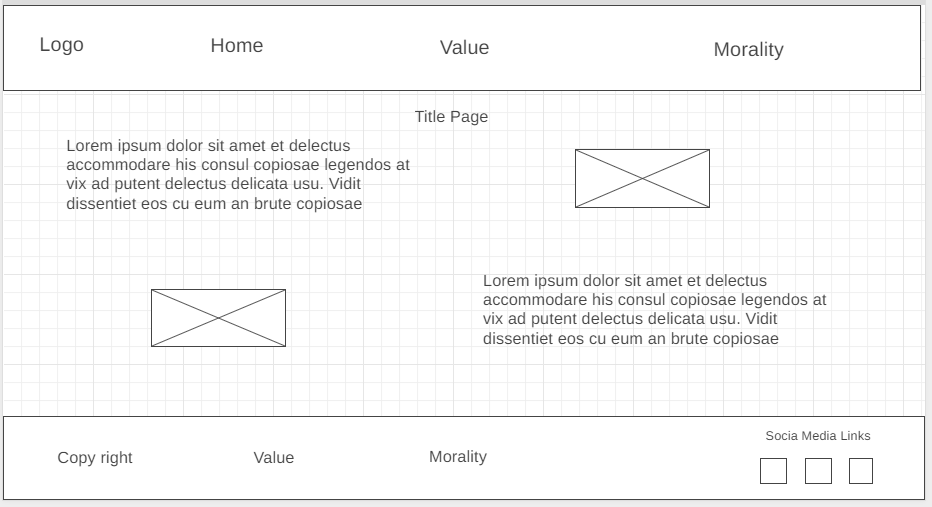 Logo
Home
Value
Morality
Title Page
Lorem ipsum dolor sit amet et delectus
accommodare his consul copiosae legendos at
vix ad putent delectus delicata usu. Vidit
dissentiet eos cu eum an brute copiosae
Lorem ipsum dolor sit amet et delectus
accommodare his consul copiosae legendos at
vix ad putent delectus delicata usu. Vidit
dissentiet eos cu eum an brute copiosae
Copy right
Value
Morality
Socia Media Links